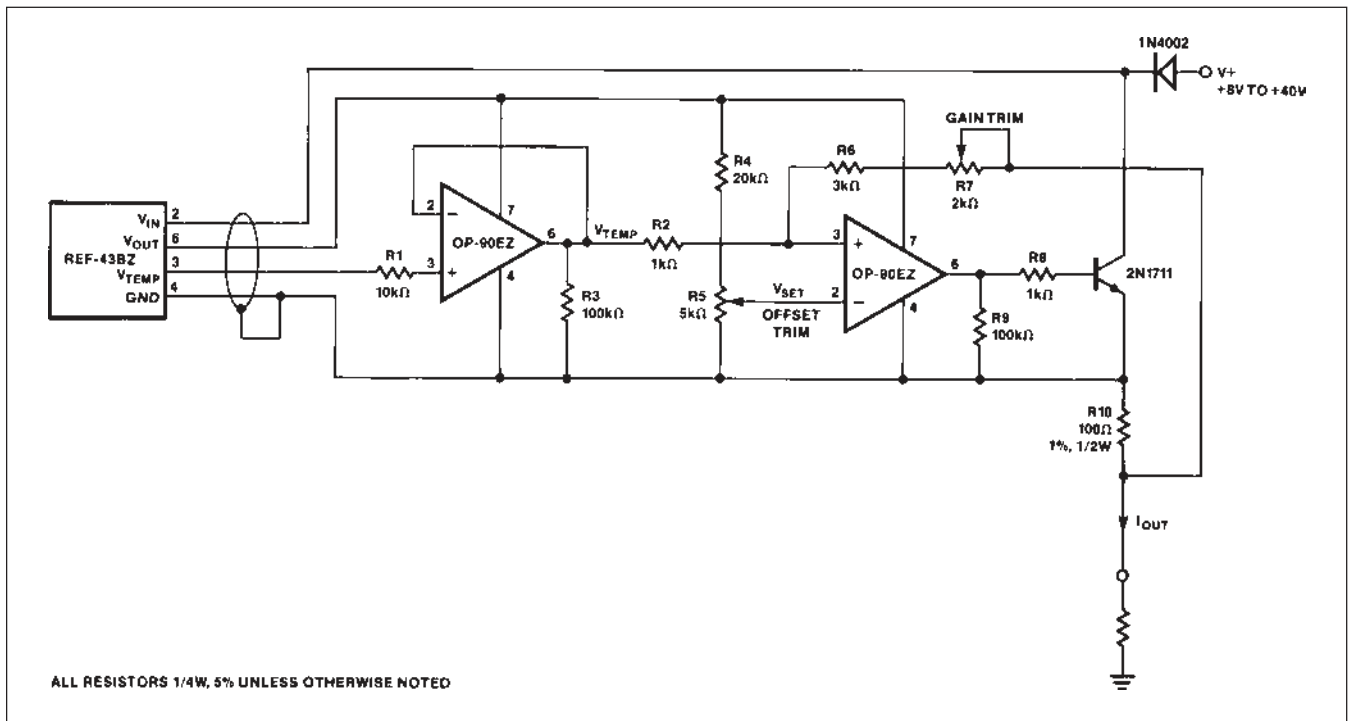 1N4002
V+
+8V TO +40V
GAIN TRIM
R4
20kΩ
R6
3kΩ
R7
2kΩ
REF-43BZ
VIN
2
VOUT
6
VTEMP
3
GND
4
R1
10kΩ
2
−
3
+
OP-90EZ
7
4
6
VTEMP
R2
1kΩ
R3
100kΩ
R5
5kΩ
VSET
OFFSET
TRIM
3
+
2
−
OP-90EZ
7
4
6
R8
1kΩ
R9
100kΩ
2N1711
R10
100Ω
1%, 1/2W
IOUT
ALL RESISTORS 1/4W, 5% UNLESS OTHERWISE NOTED